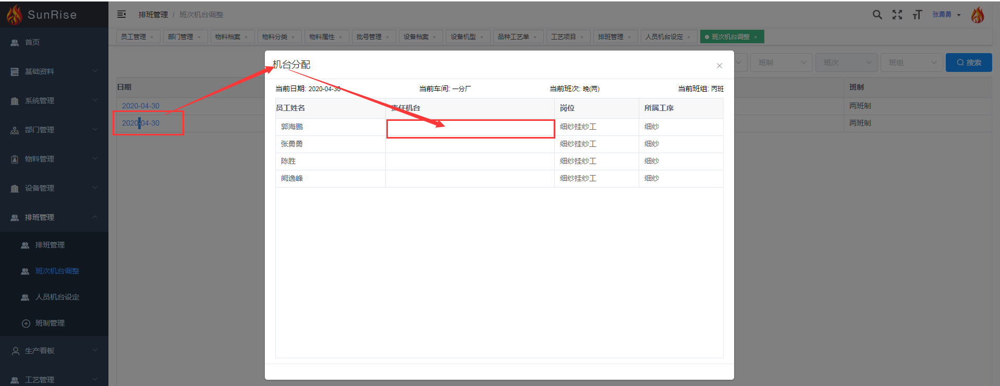 SunRise
排班管理 / 班次机台调整
张勇勇
员工管理 × 部门管理 × 物料档案 × 物料分类 × 物料属性 × 批号管理 × 设备档案 × 设备机型 × 品种工艺单 × 工艺项目 × 排班管理 × 人员机台设定 × 班次机台调整 ×
首页
基础资料
系统管理
部门管理
物料管理
设备管理
排班管理
排班管理
班次机台调整
人员机台设定
班制管理
生产看板
工艺管理
班制 班次 班组 搜索
日期 班制
2020-04-30 两班制
2020-04-30 两班制
机台分配
当前日期: 2020-04-30 当前车间: 一分厂 当前班次: 晚(两) 当前班组: 丙班
员工姓名 责任机台 岗位 所属工序
郭海鹏 细纱挂纱工 细纱
张勇勇 细纱挂纱工 细纱
陈胜 细纱挂纱工 细纱
阙逸峰 细纱挂纱工 细纱